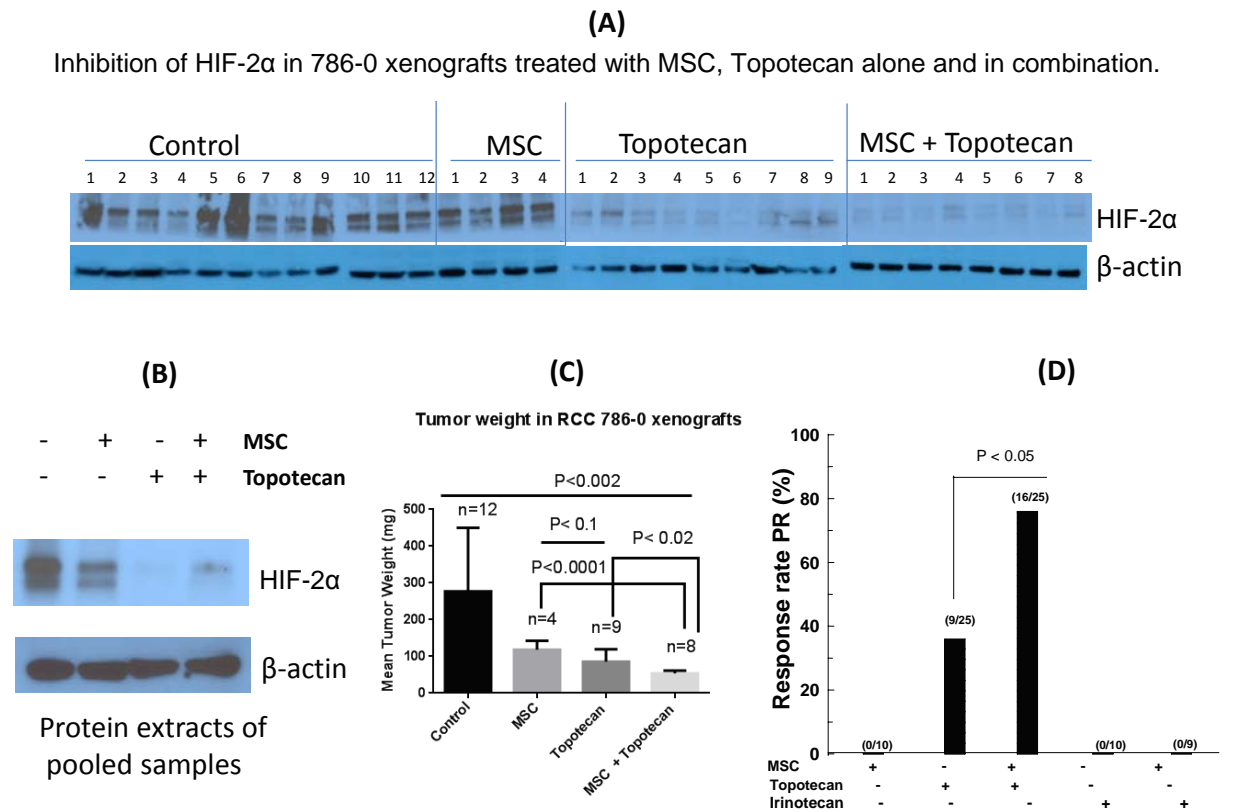 (A)
Inhibition of HIF-2α in 786-0 xenografts treated with MSC, Topotecan alone and in combination.
Control MSC Topotecan MSC + Topotecan
1 2 3 4 5 6 7 8 9 10 11 12 1 2 3 4 1 2 3 4 5 6 7 8 9 1 2 3 4 5 6 7 8
HIF-2α
β-actin
(B)
- + - + MSC
- - + + Topotecan
HIF-2α
β-actin
Protein extracts of
pooled samples
(C)
Tumor weight in RCC 786-0 xenografts
P<0.002
n=12
P< 0.1
P< 0.02
P<0.0001
n=4
n=9
n=8
Mean Tumor Weight (mg)
500
400
300
200
100
0
Control
MSC
Topotecan
MSC + Topotecan
(D)
Response rate PR (%)
100
80
60
40
20
0
P < 0.05
(16/25)
(9/25)
(0/10) (0/10) (0/9)
MSC + - + - +
Topotecan - + + - -
Irinotecan - - - + +